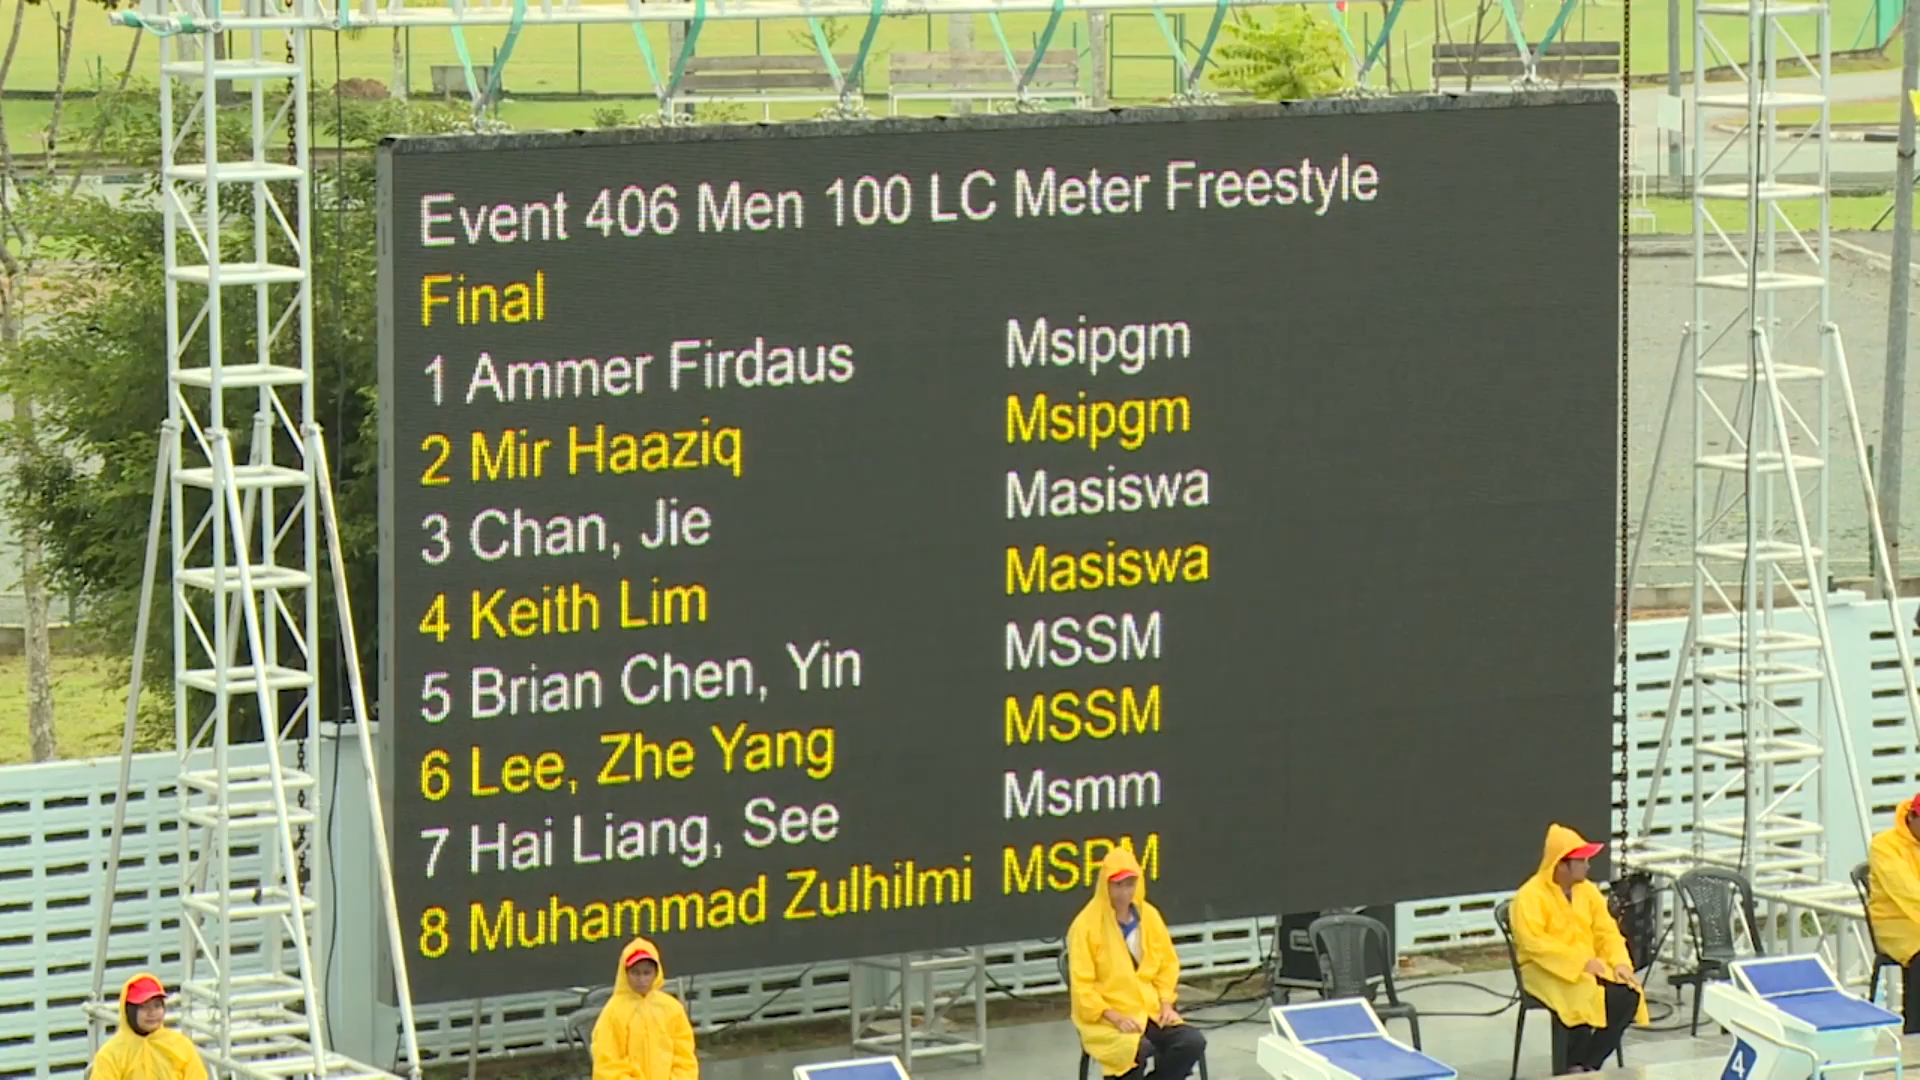 Event 406 Men 100 LC Meter Freestyle
Final
1 Ammer Firdaus Msipgm
2 Mir Haaziq Msipgm
3 Chan, Jie Masiswa
4 Keith Lim Masiswa
5 Brian Chen, Yin MSSM
6 Lee, Zhe Yang MSSM
7 Hai Liang, See Msmm
8 Muhammad Zulhilmi
4